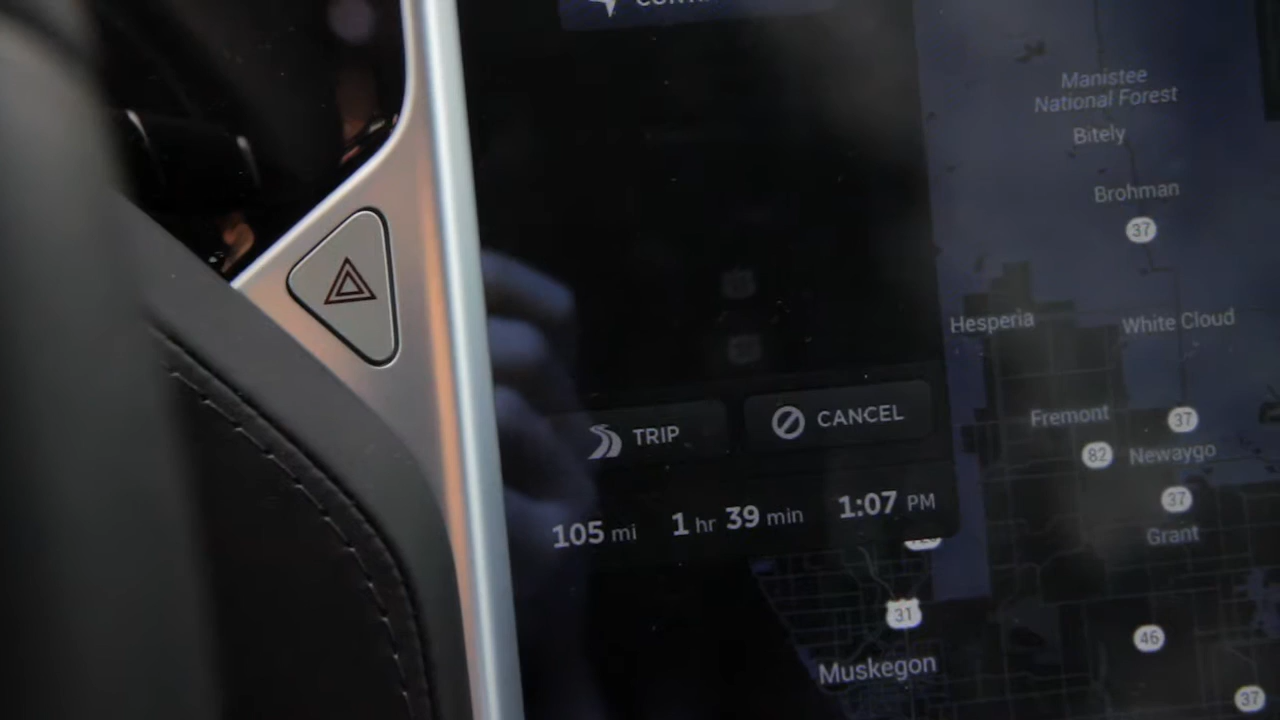 Manistee
National Forest
Bitely
Brohman
37
Hesperia
White Cloud
TRIP
CANCEL
Fremont
37
82
Newaygo
105 mi 1 hr 39 min 1:07 PM
37
Grant
31
46
Muskegon
37